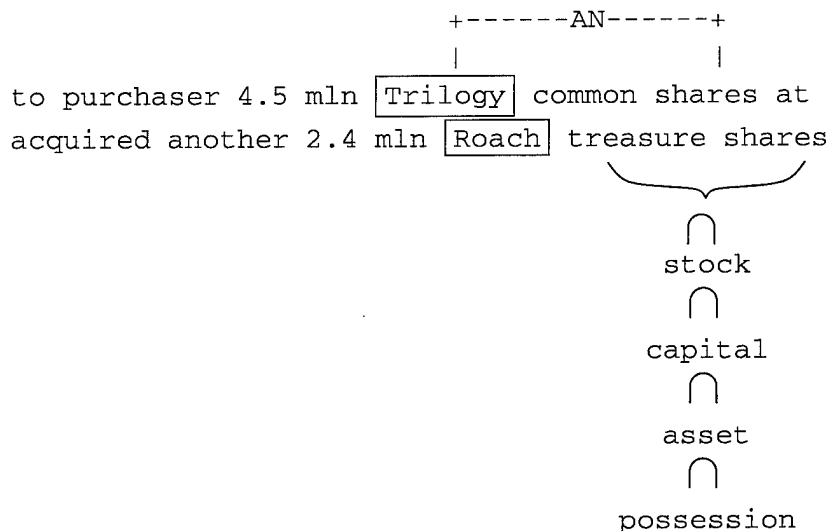 +------AN------+
| |
to purchaser 4.5 mln Trilogy common shares at
acquired another 2.4 mln Roach treasure shares
∩
stock
∩
capital
∩
asset
∩
possession